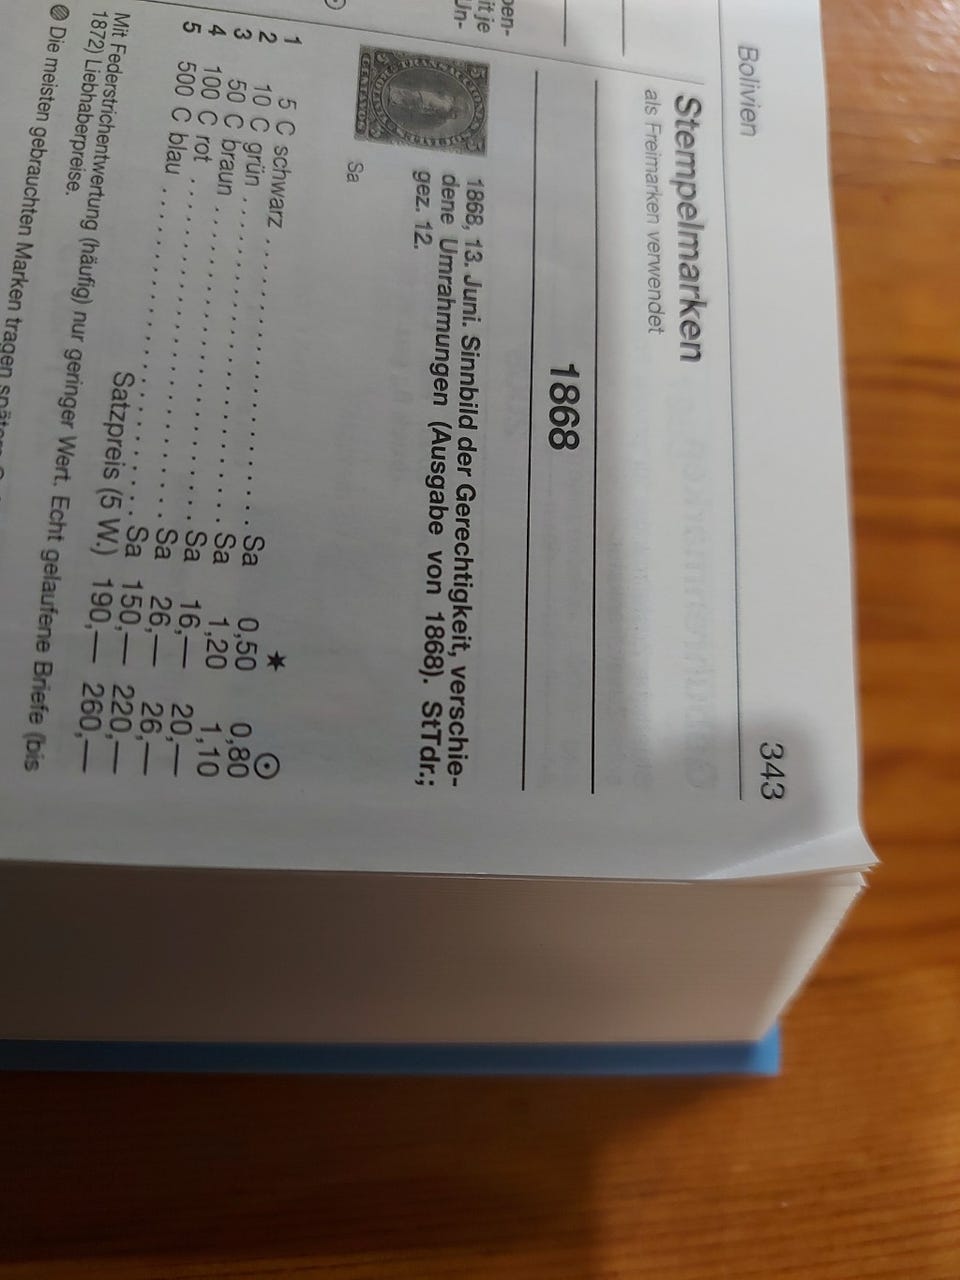 Bolivien 343
Stempelmarken
als Freimarken verwendet
1868
1868, 13. Juni. Sinnbild der Gerechtigkeit, verschie-
dene Umrahmungen (Ausgabe von 1868). StTdr.;
gez. 12.
Sa
★ ⊙
1 5 C schwarz . . . . . . . . . . . . . . . . . . . Sa 0,50 0,80
2 10 C grün . . . . . . . . . . . . . . . . . . . . . Sa 1,20 1,10
3 50 C braun . . . . . . . . . . . . . . . . . . . . Sa 16,— 20,—
4 100 C rot . . . . . . . . . . . . . . . . . . . . . . Sa 26,— 26,—
5 500 C blau . . . . . . . . . . . . . . . . . . . . . Sa 150,— 220,—
Satzpreis (5 W.) 190,— 260,—
Mit Federstrichentwertung (häufig) nur geringer Wert. Echt gelaufene Briefe (bis
1872) Liebhaberpreise.
Die meisten gebrauchten Marken tragen
pen-
it je
Un-